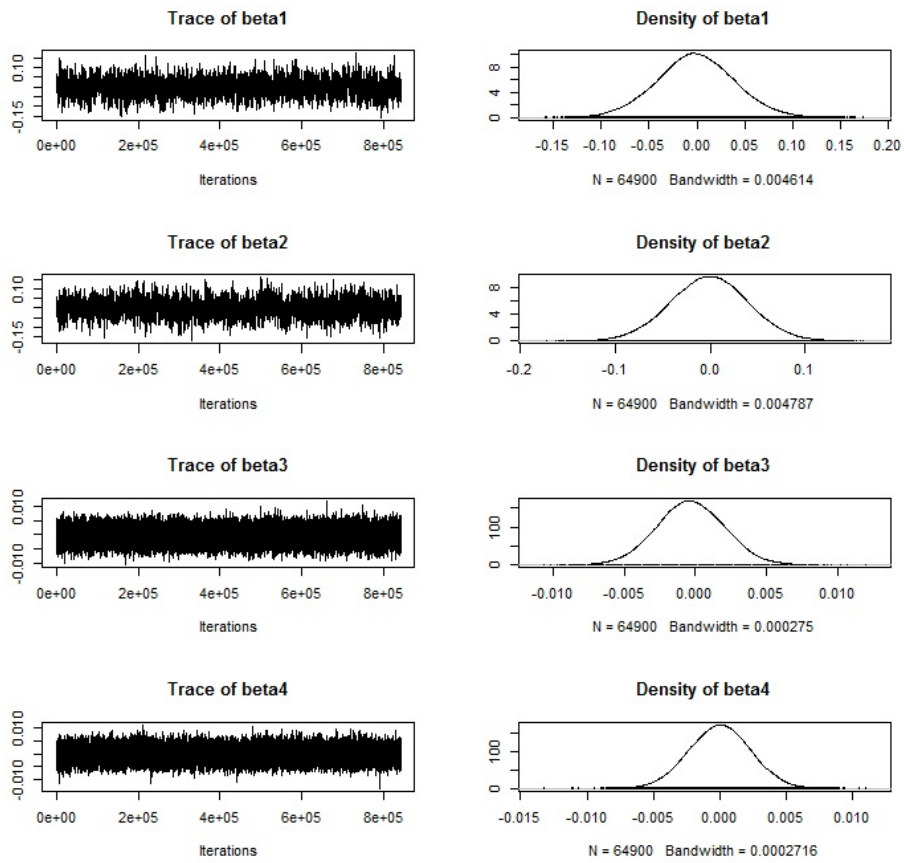 Trace of beta1
Density of beta1
0.10
-0.15
8
4
0
0e+00 2e+05 4e+05 6e+05 8e+05
-0.15 -0.10 -0.05 0.00 0.05 0.10 0.15 0.20
Iterations
N = 64900 Bandwidth = 0.004614
Trace of beta2
Density of beta2
0.10
-0.15
8
4
0
0e+00 2e+05 4e+05 6e+05 8e+05
-0.2 -0.1 0.0 0.1
Iterations
N = 64900 Bandwidth = 0.004787
Trace of beta3
Density of beta3
0.010
-0.010
100
0
0e+00 2e+05 4e+05 6e+05 8e+05
-0.010 -0.005 0.000 0.005 0.010
Iterations
N = 64900 Bandwidth = 0.000275
Trace of beta4
Density of beta4
0.010
-0.010
100
0
0e+00 2e+05 4e+05 6e+05 8e+05
-0.015 -0.010 -0.005 0.000 0.005 0.010
Iterations
N = 64900 Bandwidth = 0.0002716